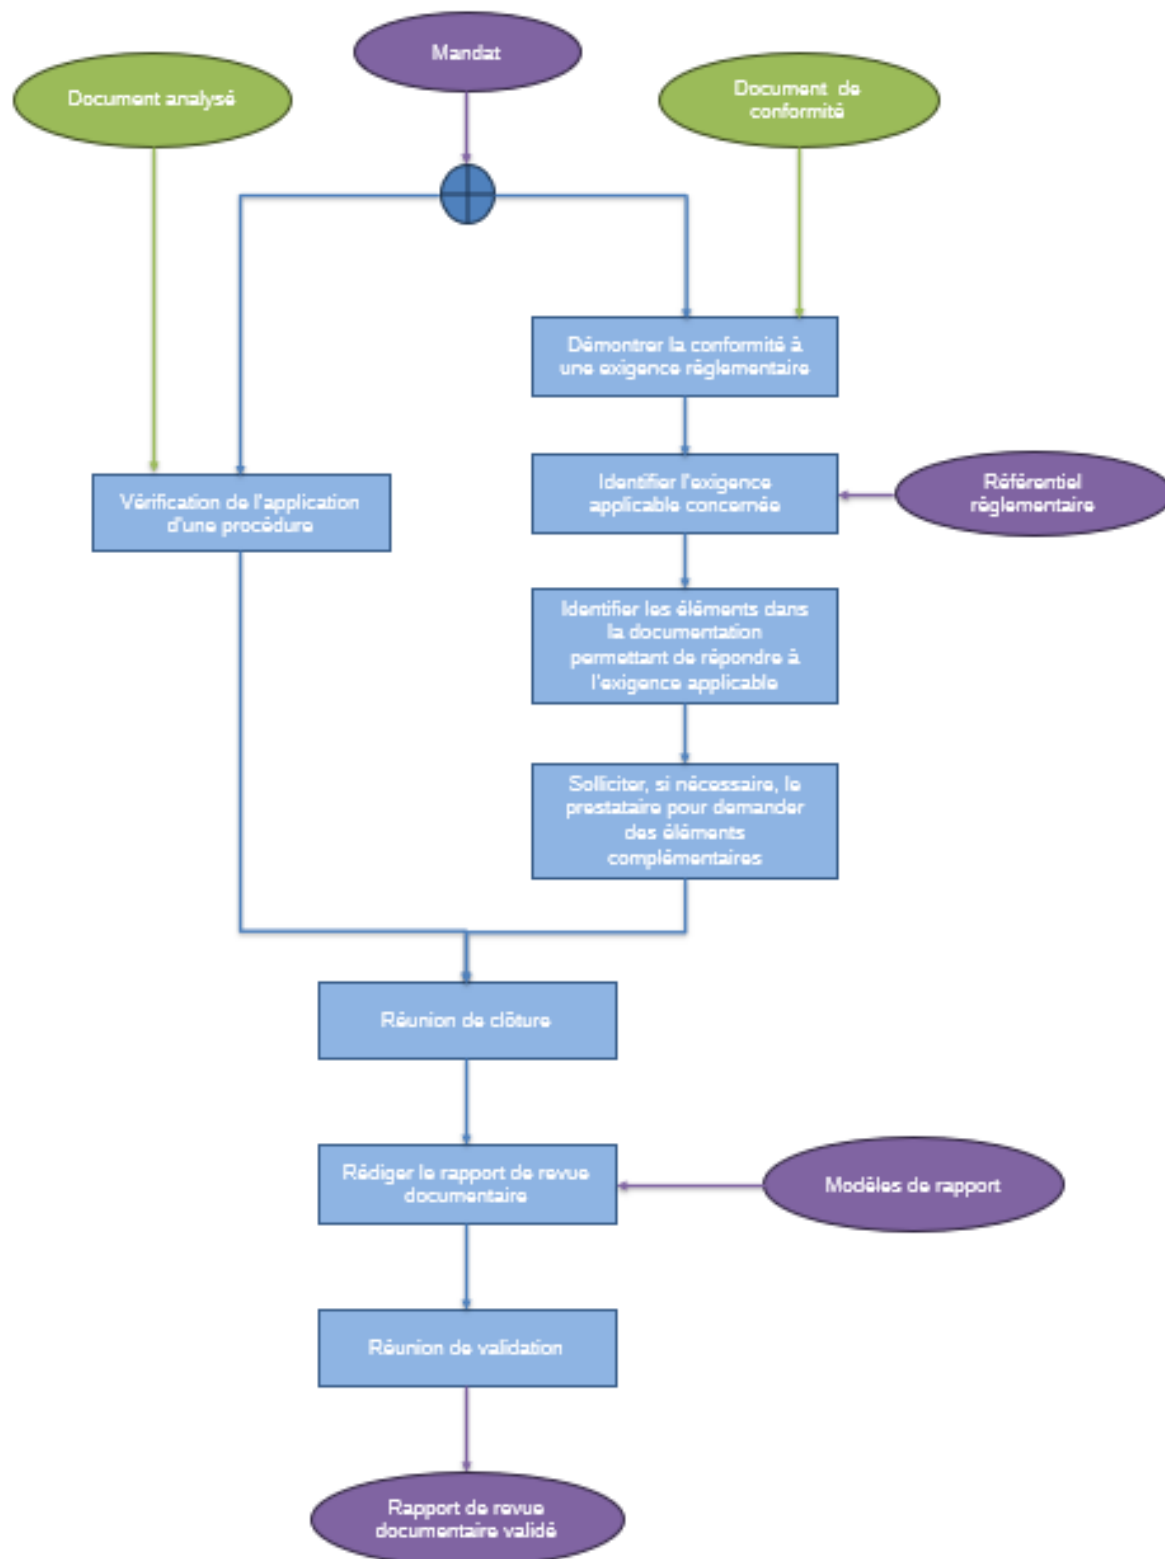 Mandat
Document analysé
Document de
conformité
Démontrer la conformité à
une exigence réglementaire
Vérification de l'application
d'une procédure
Identifier l'exigence
applicable concernée
Référentiel
réglementaire
Identifier les éléments dans
la documentation
permettant de répondre à
l'exigence applicable
Solliciter, si nécessaire, le
prestataire pour demander
des éléments
complémentaires
Réunion de clôture
Rédiger le rapport de revue
documentaire
Modèles de rapport
Réunion de validation
Rapport de revue
documentaire validé